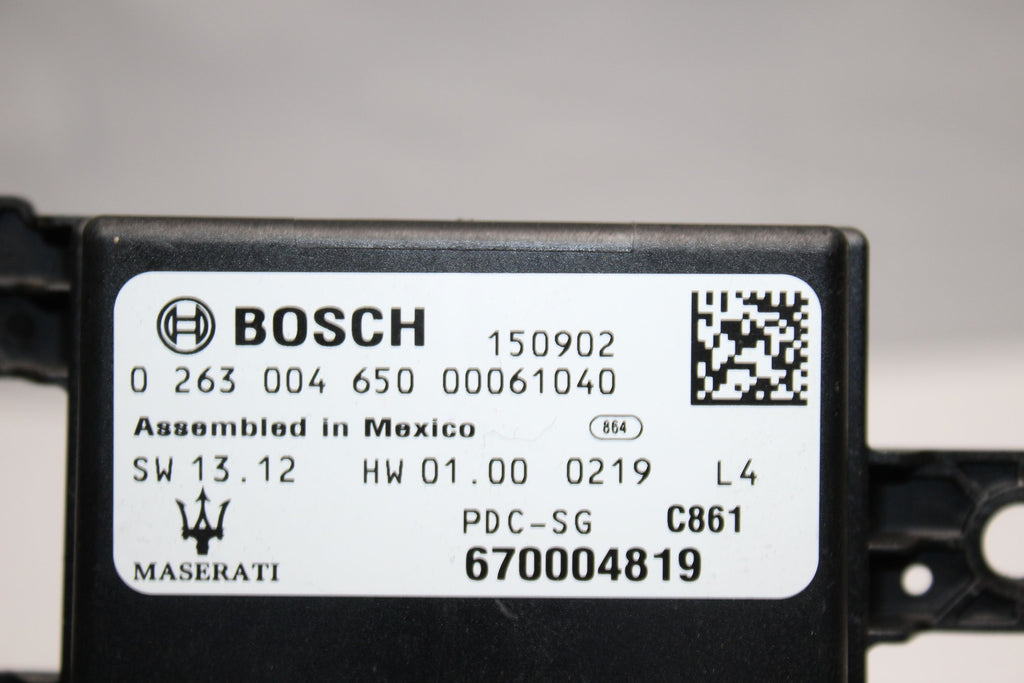 BOSCH 150902
0 263 004 650 00061040
Assembled in Mexico 864
SW 13.12 HW 01.00 0219 L4
PDC-SG C861
MASERATI 670004819